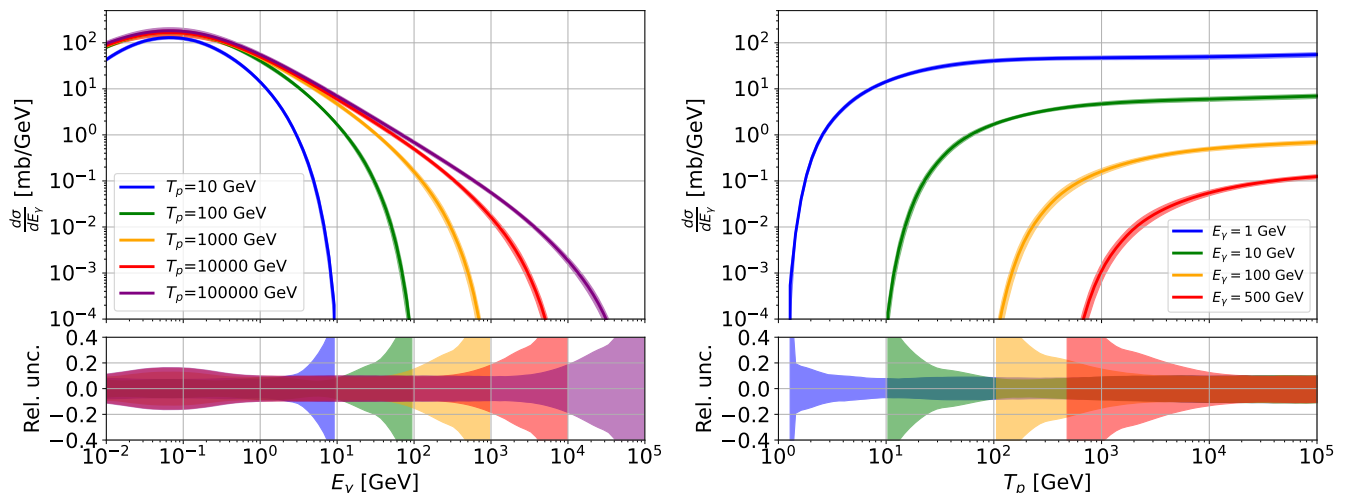 dσ/dE_γ [mb/GeV]
10^2
10^1
10^0
10^−1
10^−2
10^−3
10^−4
T_p=10 GeV
T_p=100 GeV
T_p=1000 GeV
T_p=10000 GeV
T_p=100000 GeV
Rel. unc.
0.4
0.2
0.0
−0.2
−0.4
10^−2
10^−1
10^0
10^1
10^2
10^3
10^4
10^5
E_γ [GeV]
dσ/dE_γ [mb/GeV]
10^2
10^1
10^0
10^−1
10^−2
10^−3
10^−4
E_γ = 1 GeV
E_γ = 10 GeV
E_γ = 100 GeV
E_γ = 500 GeV
Rel. unc.
0.4
0.2
0.0
−0.2
−0.4
10^0
10^1
10^2
10^3
10^4
10^5
T_p [GeV]